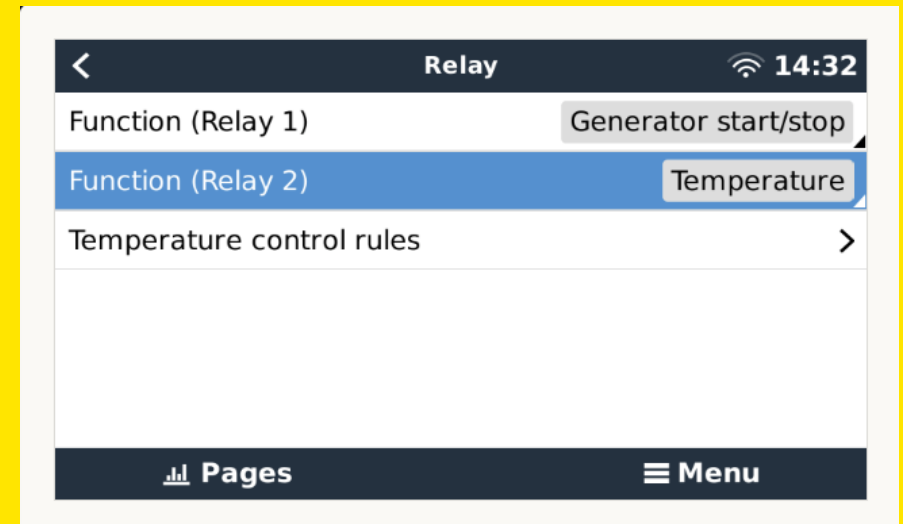 Relay 14:32
Function (Relay 1) Generator start/stop
Function (Relay 2) Temperature
Temperature control rules
Pages Menu